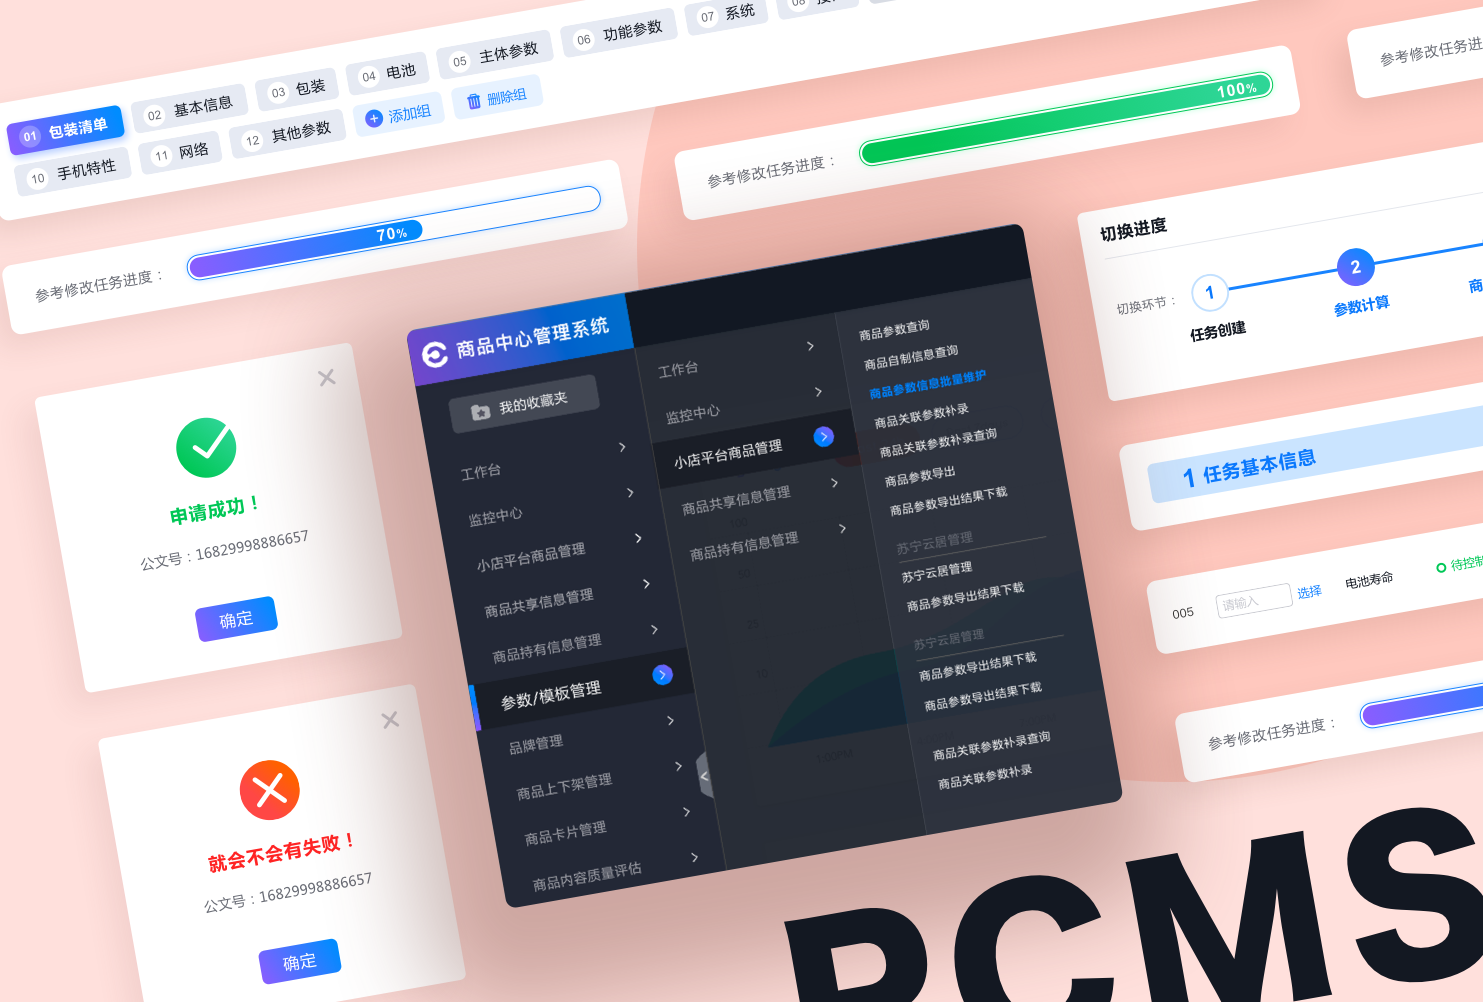 01 包装清单
02 基本信息
03 包装
04 电池
05 主体参数
06 功能参数
07 系统
08
10 手机特性
11 网络
12 其他参数
添加组
删除组
参考修改任务进度：
70%
参考修改任务进度：
100%
参考修改任务进
切换进度
切换环节：
1
2
任务创建
参数计算
商
申请成功！
公文号：16829998886657
确定
就会不会有失败！
公文号：16829998886657
确定
商品中心管理系统
我的收藏夹
工作台
监控中心
小店平台商品管理
商品共享信息管理
商品持有信息管理
参数/模板管理
品牌管理
商品上下架管理
商品卡片管理
商品内容质量评估
工作台
监控中心
小店平台商品管理
商品共享信息管理
商品持有信息管理
100
50
25
10
1:00PM
商品参数查询
商品自制信息查询
商品参数信息批量维护
商品关联参数补录
商品关联参数补录查询
商品参数导出
商品参数导出结果下载
苏宁云居管理
苏宁云居管理
商品参数导出结果下载
苏宁云居管理
商品参数导出结果下载
商品参数导出结果下载
商品关联参数补录查询
商品关联参数补录
1 任务基本信息
005
请输入
选择
电池寿命
待控制
参考修改任务进度：
PCMS